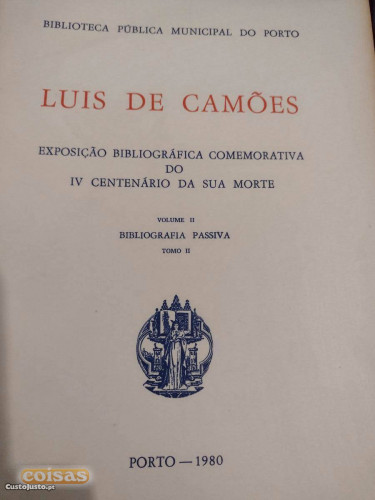 BIBLIOTECA PÚBLICA MUNICIPAL DO PORTO
LUIS DE CAMÕES
EXPOSIÇÃO BIBLIOGRÁFICA COMEMORATIVA
DO
IV CENTENÁRIO DA SUA MORTE
VOLUME II
BIBLIOGRAFIA PASSIVA
TOMO II
PORTO — 1980
CustoJusto.pt
coisas